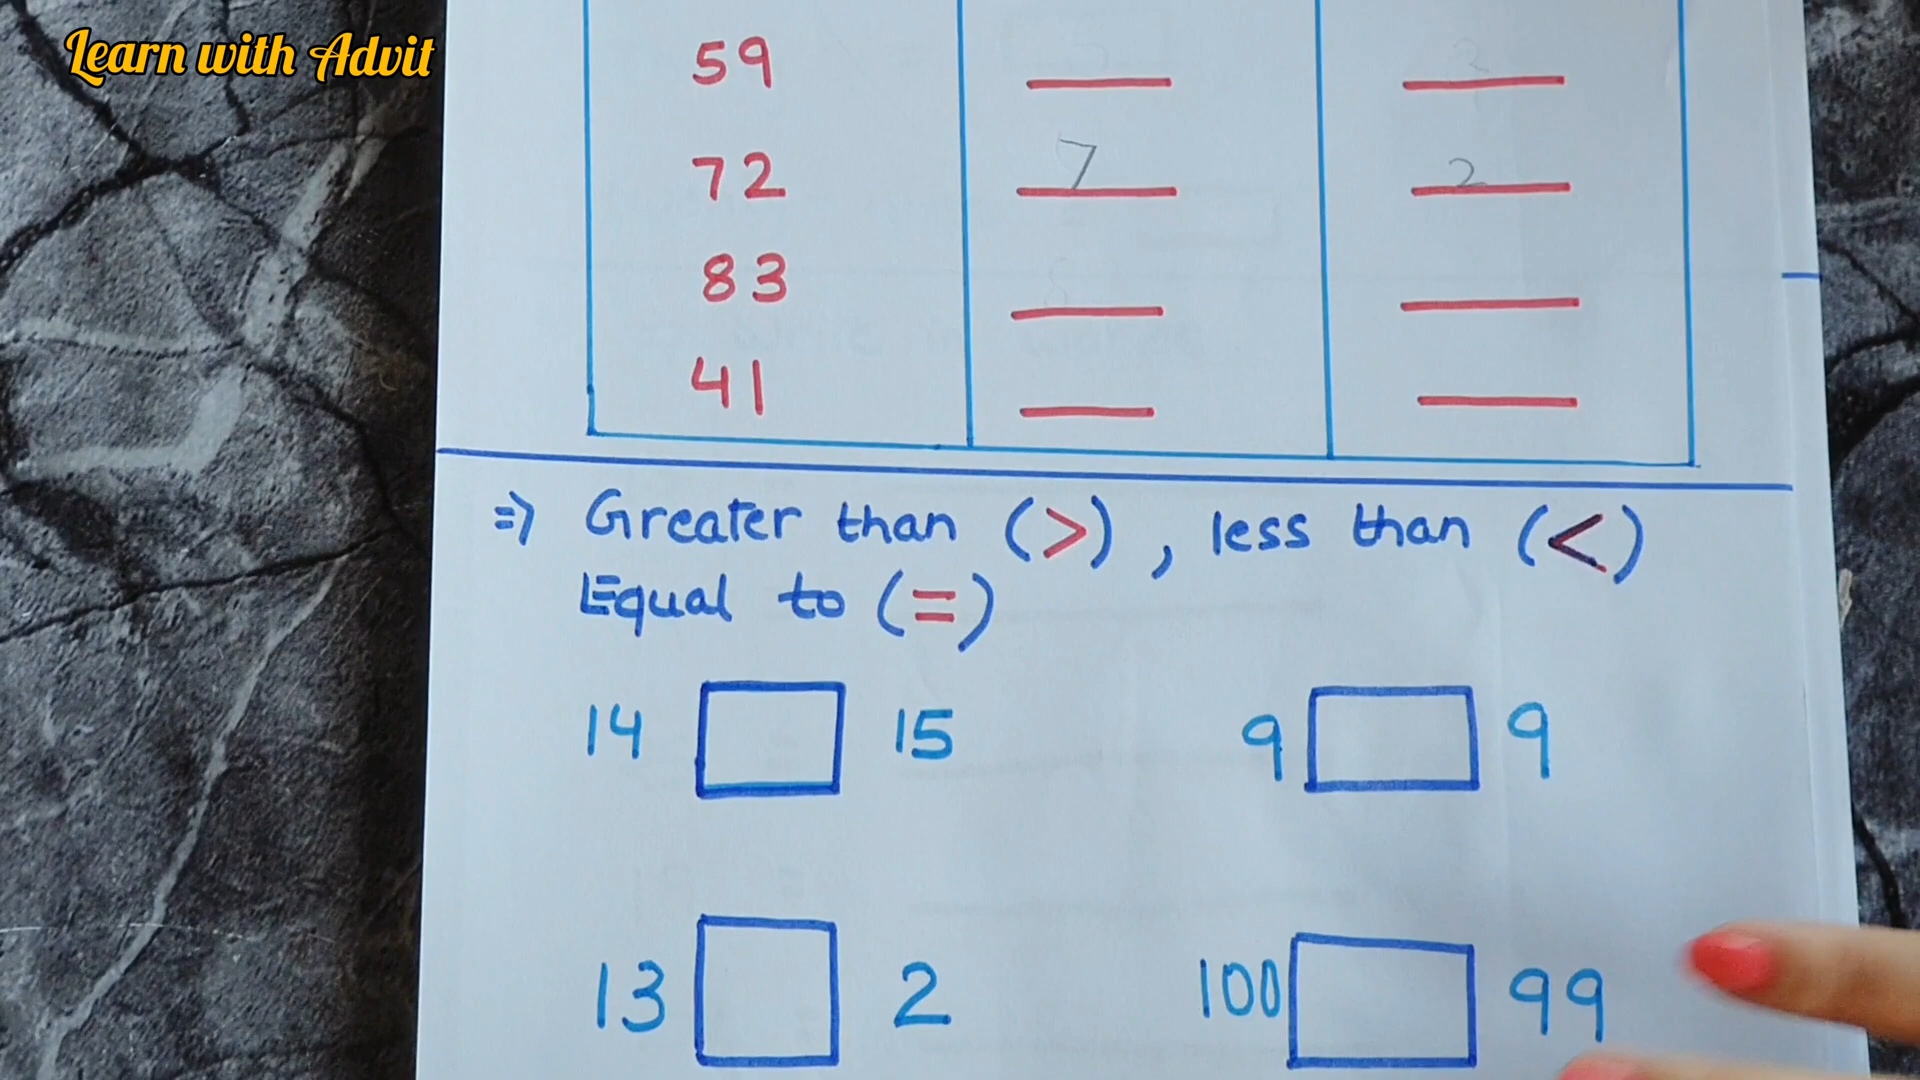 Learn with Advit
59
72 7 2
83
41
=> Greater than (>), less than (<)
Equal to (=)
14 15 9 9
13 2 100 99